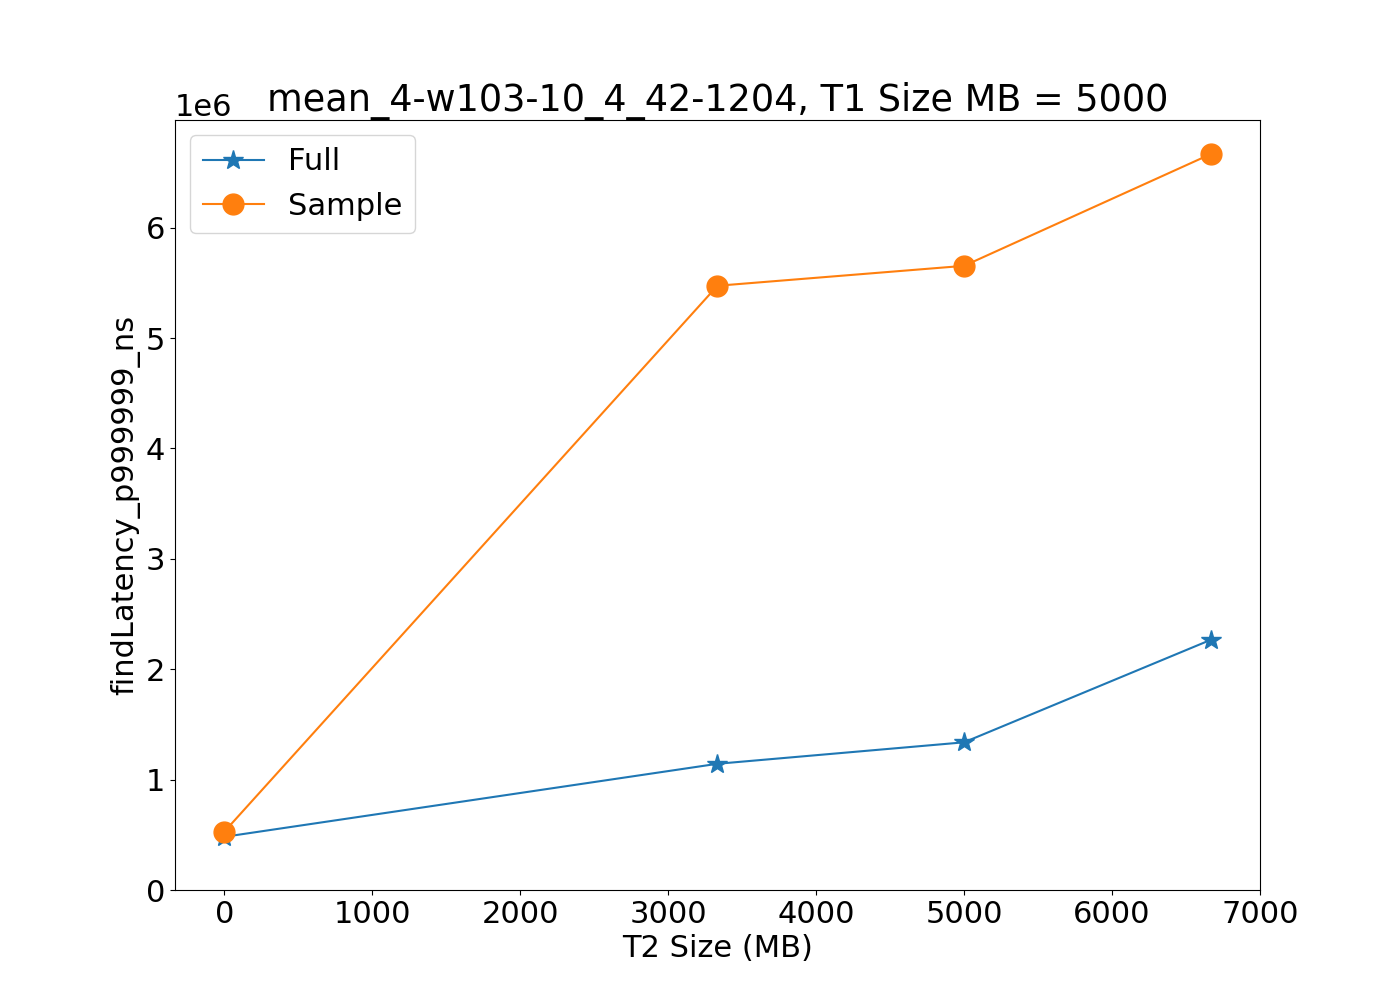 mean_4-w103-10_4_42-1204, T1 Size MB = 5000
1e6
Full
Sample
6
5
4
3
2
1
0
findLatency_p999999_ns
0 1000 2000 3000 4000 5000 6000 7000
T2 Size (MB)